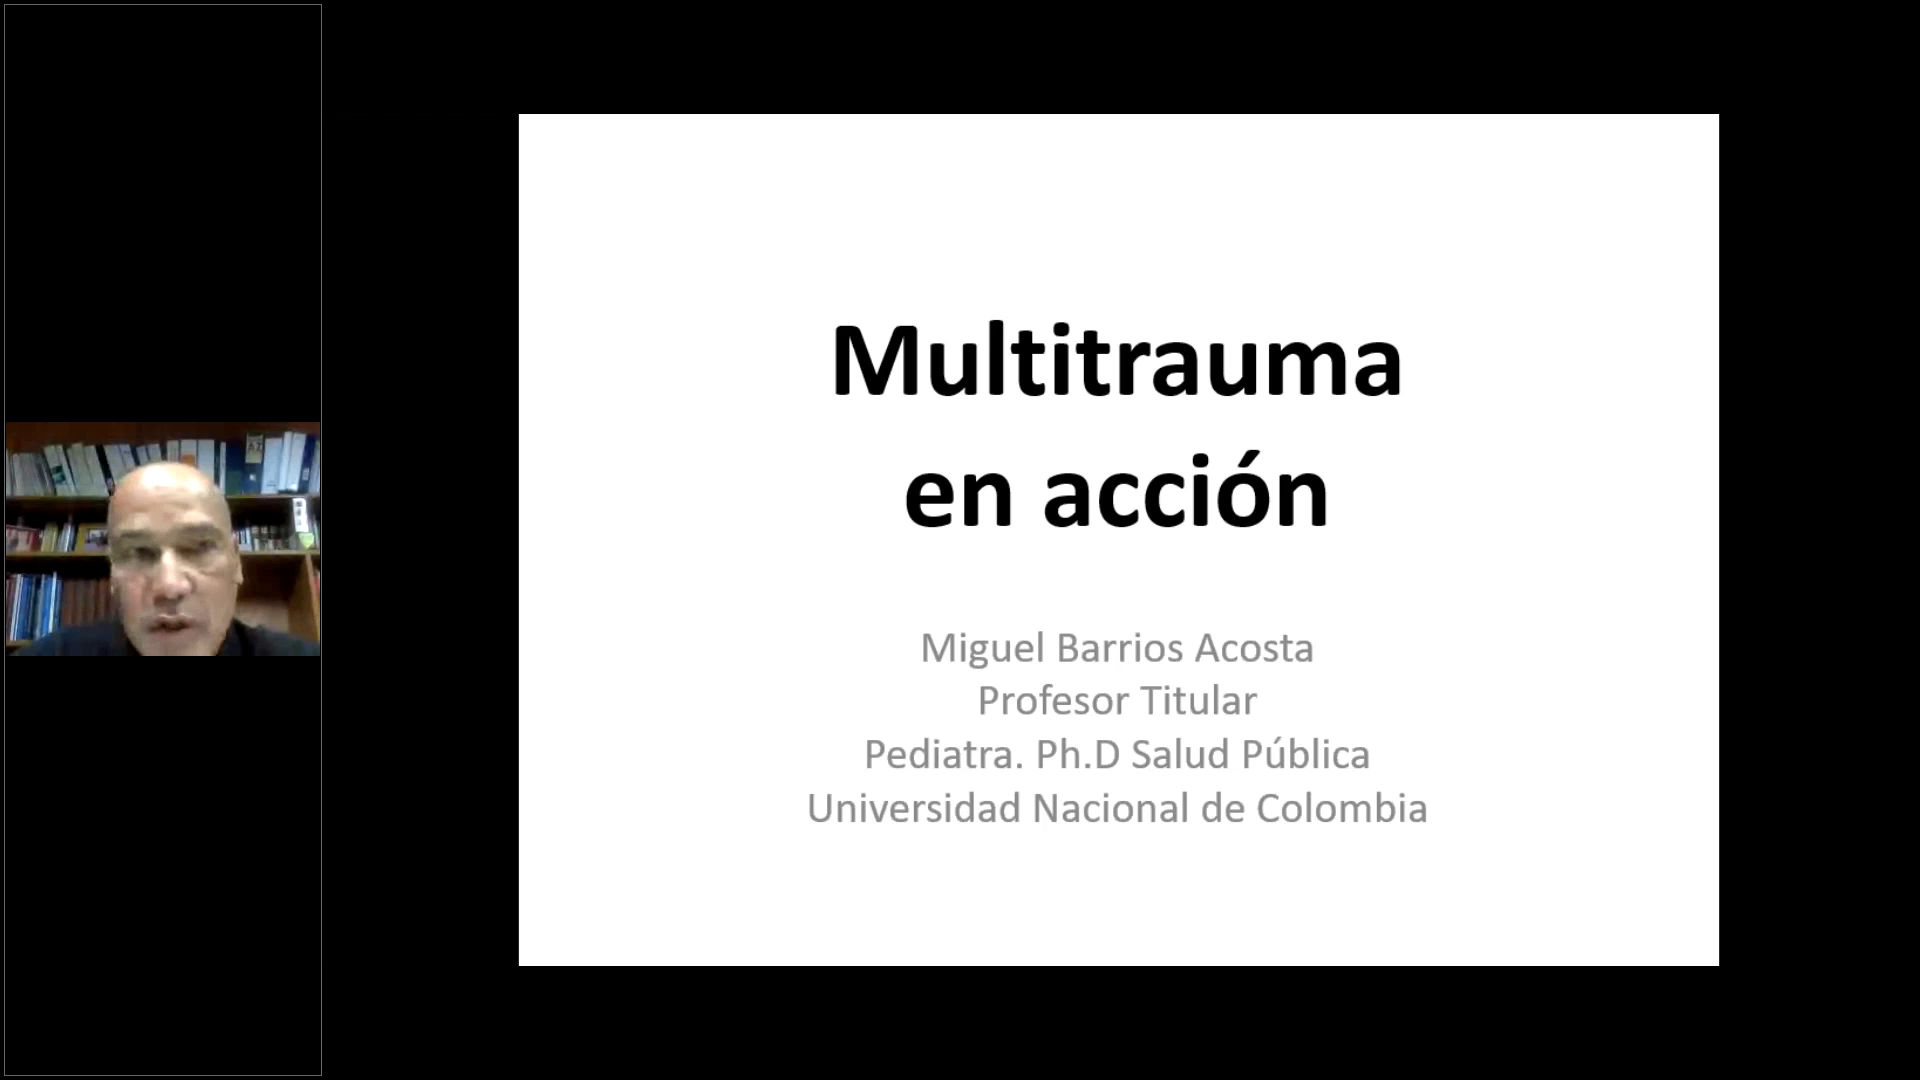 Multitrauma
en acción
Miguel Barrios Acosta
Profesor Titular
Pediatra. Ph.D Salud Pública
Universidad Nacional de Colombia